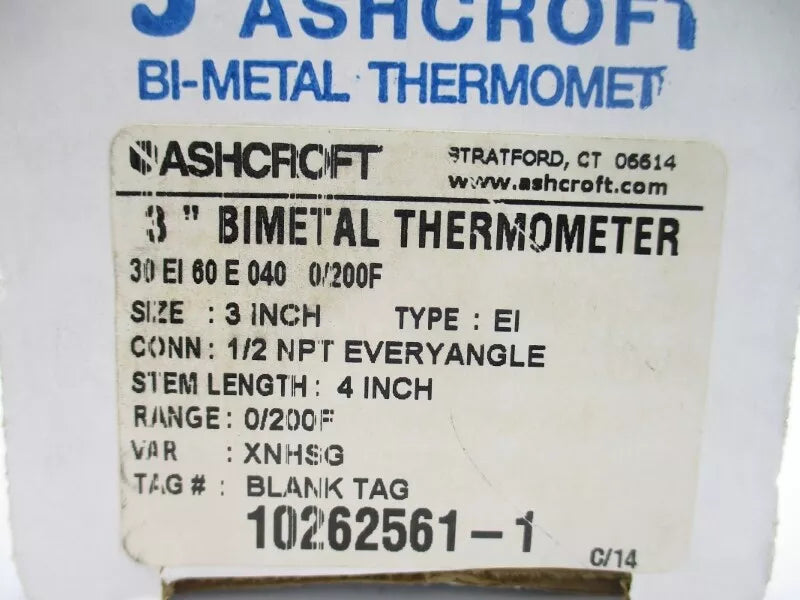 ASHCROFT
BI-METAL THERMOMET
ASHCROFT
STRATFORD, CT 06614
www.ashcroft.com
3 " BIMETAL THERMOMETER
30 EI 60 E 040 0/200F
SIZE : 3 INCH TYPE : EI
CONN: 1/2 NPT EVERYANGLE
STEM LENGTH: 4 INCH
RANGE: 0/200F
VAR : XNHSG
TAG # : BLANK TAG
10262561-1
C/14